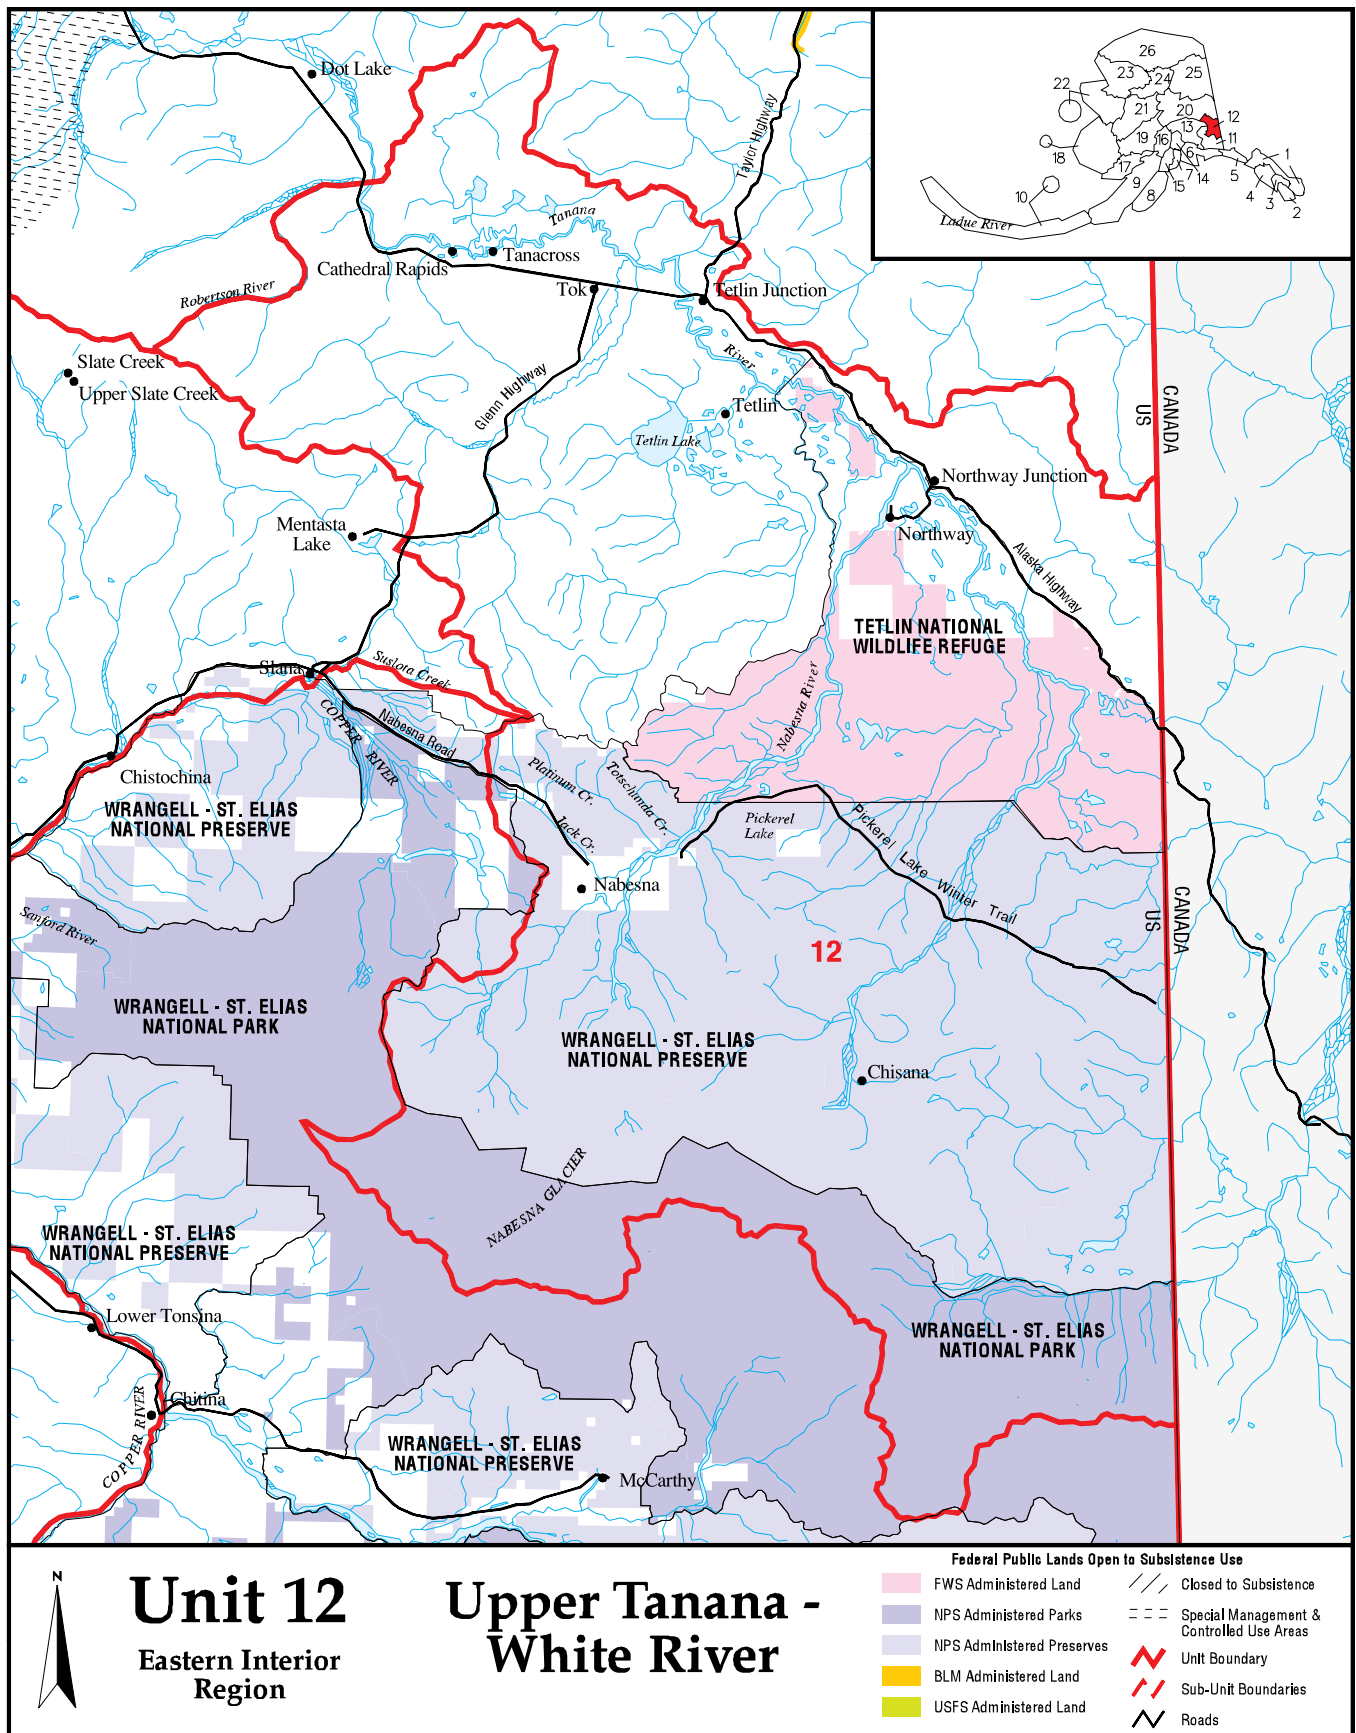 Dot Lake
Taylor Highway
Tanana
Cathedral Rapids
Tanacross
Tok
Tetlin Junction
Robertson River
River
Slate Creek
Upper Slate Creek
Glenn Highway
Tetlin
Tetlin Lake
Northway Junction
Mentasta
Lake
Northway
Alaska Highway
CANADA
US
TETLIN NATIONAL
WILDLIFE REFUGE
Slana
Suslota Creek
COPPER RIVER
Nabesna Road
Nabesna River
Chistochina
Platinum Cr.
Totschunda Cr.
Jack Cr.
WRANGELL - ST. ELIAS
NATIONAL PRESERVE
Pickerel
Lake
Pickerel Lake Winter Trail
Nabesna
Sanford River
CANADA
US
12
WRANGELL - ST. ELIAS
NATIONAL PARK
WRANGELL - ST. ELIAS
NATIONAL PRESERVE
Chisana
NABESNA GLACIER
WRANGELL - ST. ELIAS
NATIONAL PRESERVE
Lower Tonsina
WRANGELL - ST. ELIAS
NATIONAL PARK
Chitina
COPPER RIVER
WRANGELL - ST. ELIAS
NATIONAL PRESERVE
McCarthy
26
23
24
25
22
21
20
12
13
11
19
16
18
17
6
7
14
15
5
1
4
3
2
10
9
8
Ladue River
N
Unit 12
Eastern Interior
Region
Upper Tanana -
White River
Federal Public Lands Open to Subsistence Use
FWS Administered Land
NPS Administered Parks
NPS Administered Preserves
BLM Administered Land
USFS Administered Land
Closed to Subsistence
Special Management &
Controlled Use Areas
Unit Boundary
Sub-Unit Boundaries
Roads